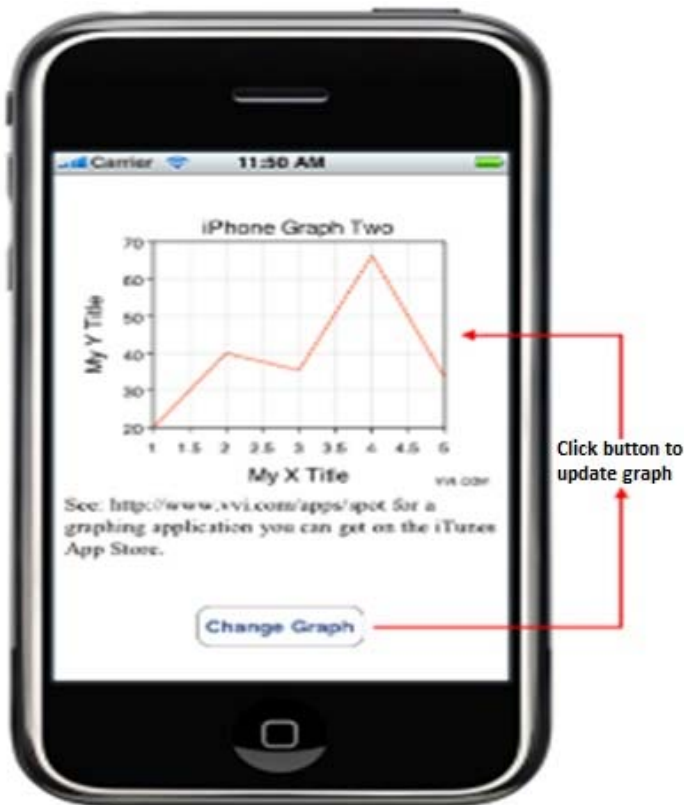 Carrier
11:50 AM
iPhone Graph Two
70
60
50
40
30
20
My Y Title
1 1.5 2 2.5 3 3.5 4 4.5 5
My X Title
VVI.COM
See: http://www.vvi.com/apps/spot for a
graphing application you can get on the iTunes
App Store.
Change Graph
Click button to
update graph